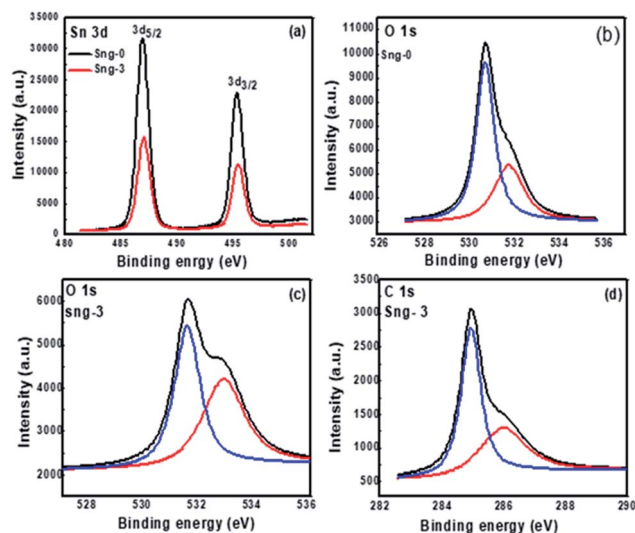 Sn 3d
3d5/2
(a)
Sng-0
Sng-3
3d3/2
35000
30000
25000
20000
15000
10000
5000
0
480
485
490
495
500
Intensity (a.u.)
Binding energy (eV)
O 1s
(b)
Sng-0
11000
10000
9000
8000
7000
6000
5000
4000
3000
526
528
530
532
534
536
Intensity (a.u.)
Binding energy (eV)
O 1s
(c)
sng-3
6000
5000
4000
3000
2000
528
530
532
534
536
Intensity (a.u.)
Binding energy (eV)
C 1s
(d)
Sng- 3
3500
3000
2500
2000
1500
1000
500
282
284
286
288
290
Intensity (a.u.)
Binding energy (eV)